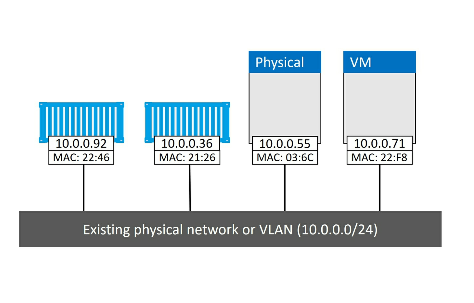 Physical
VM
10.0.0.92
10.0.0.36
10.0.0.55
10.0.0.71
MAC: 22:46
MAC: 21:26
MAC: 03:6C
MAC: 22:F8
Existing physical network or VLAN (10.0.0.0/24)